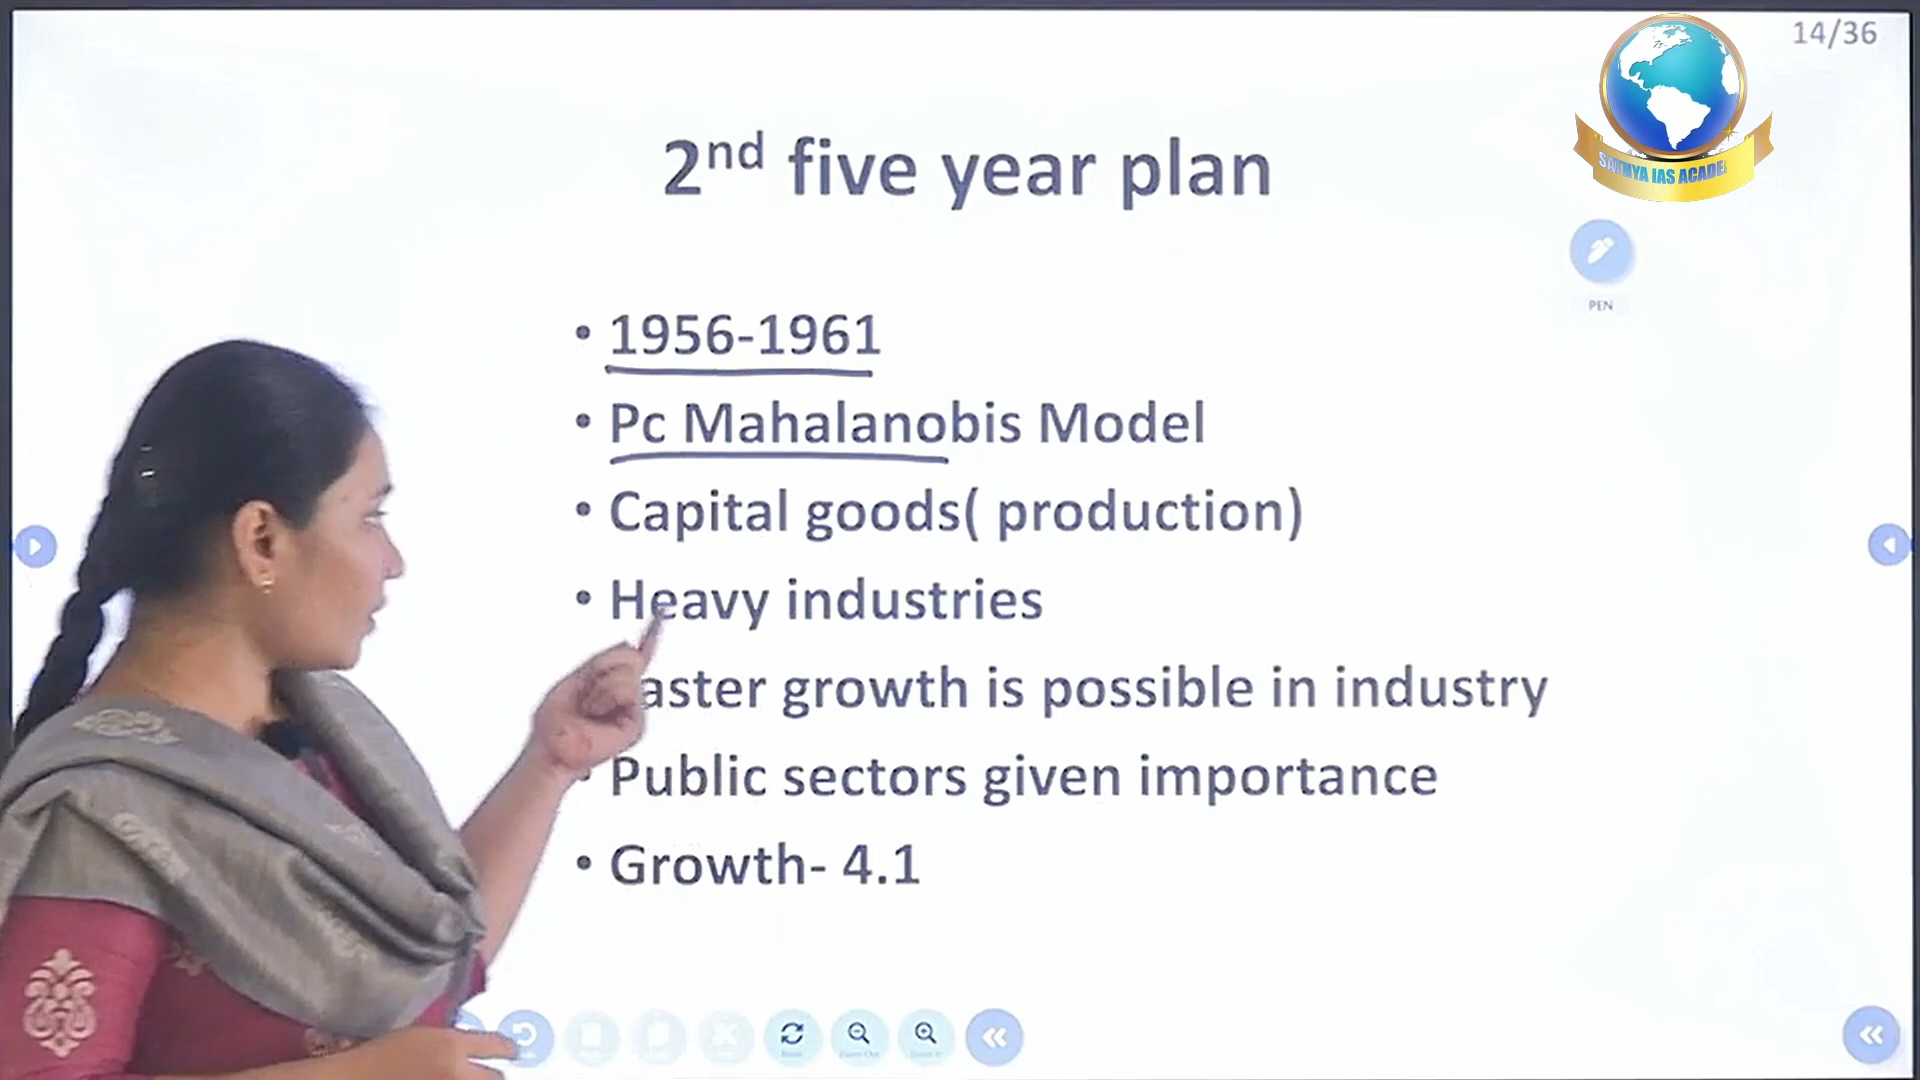 14/36
2nd five year plan
• 1956-1961
• Pc Mahalanobis Model
• Capital goods( production)
• Heavy industries
aster growth is possible in industry
• Public sectors given importance
• Growth- 4.1
PEN
IAS